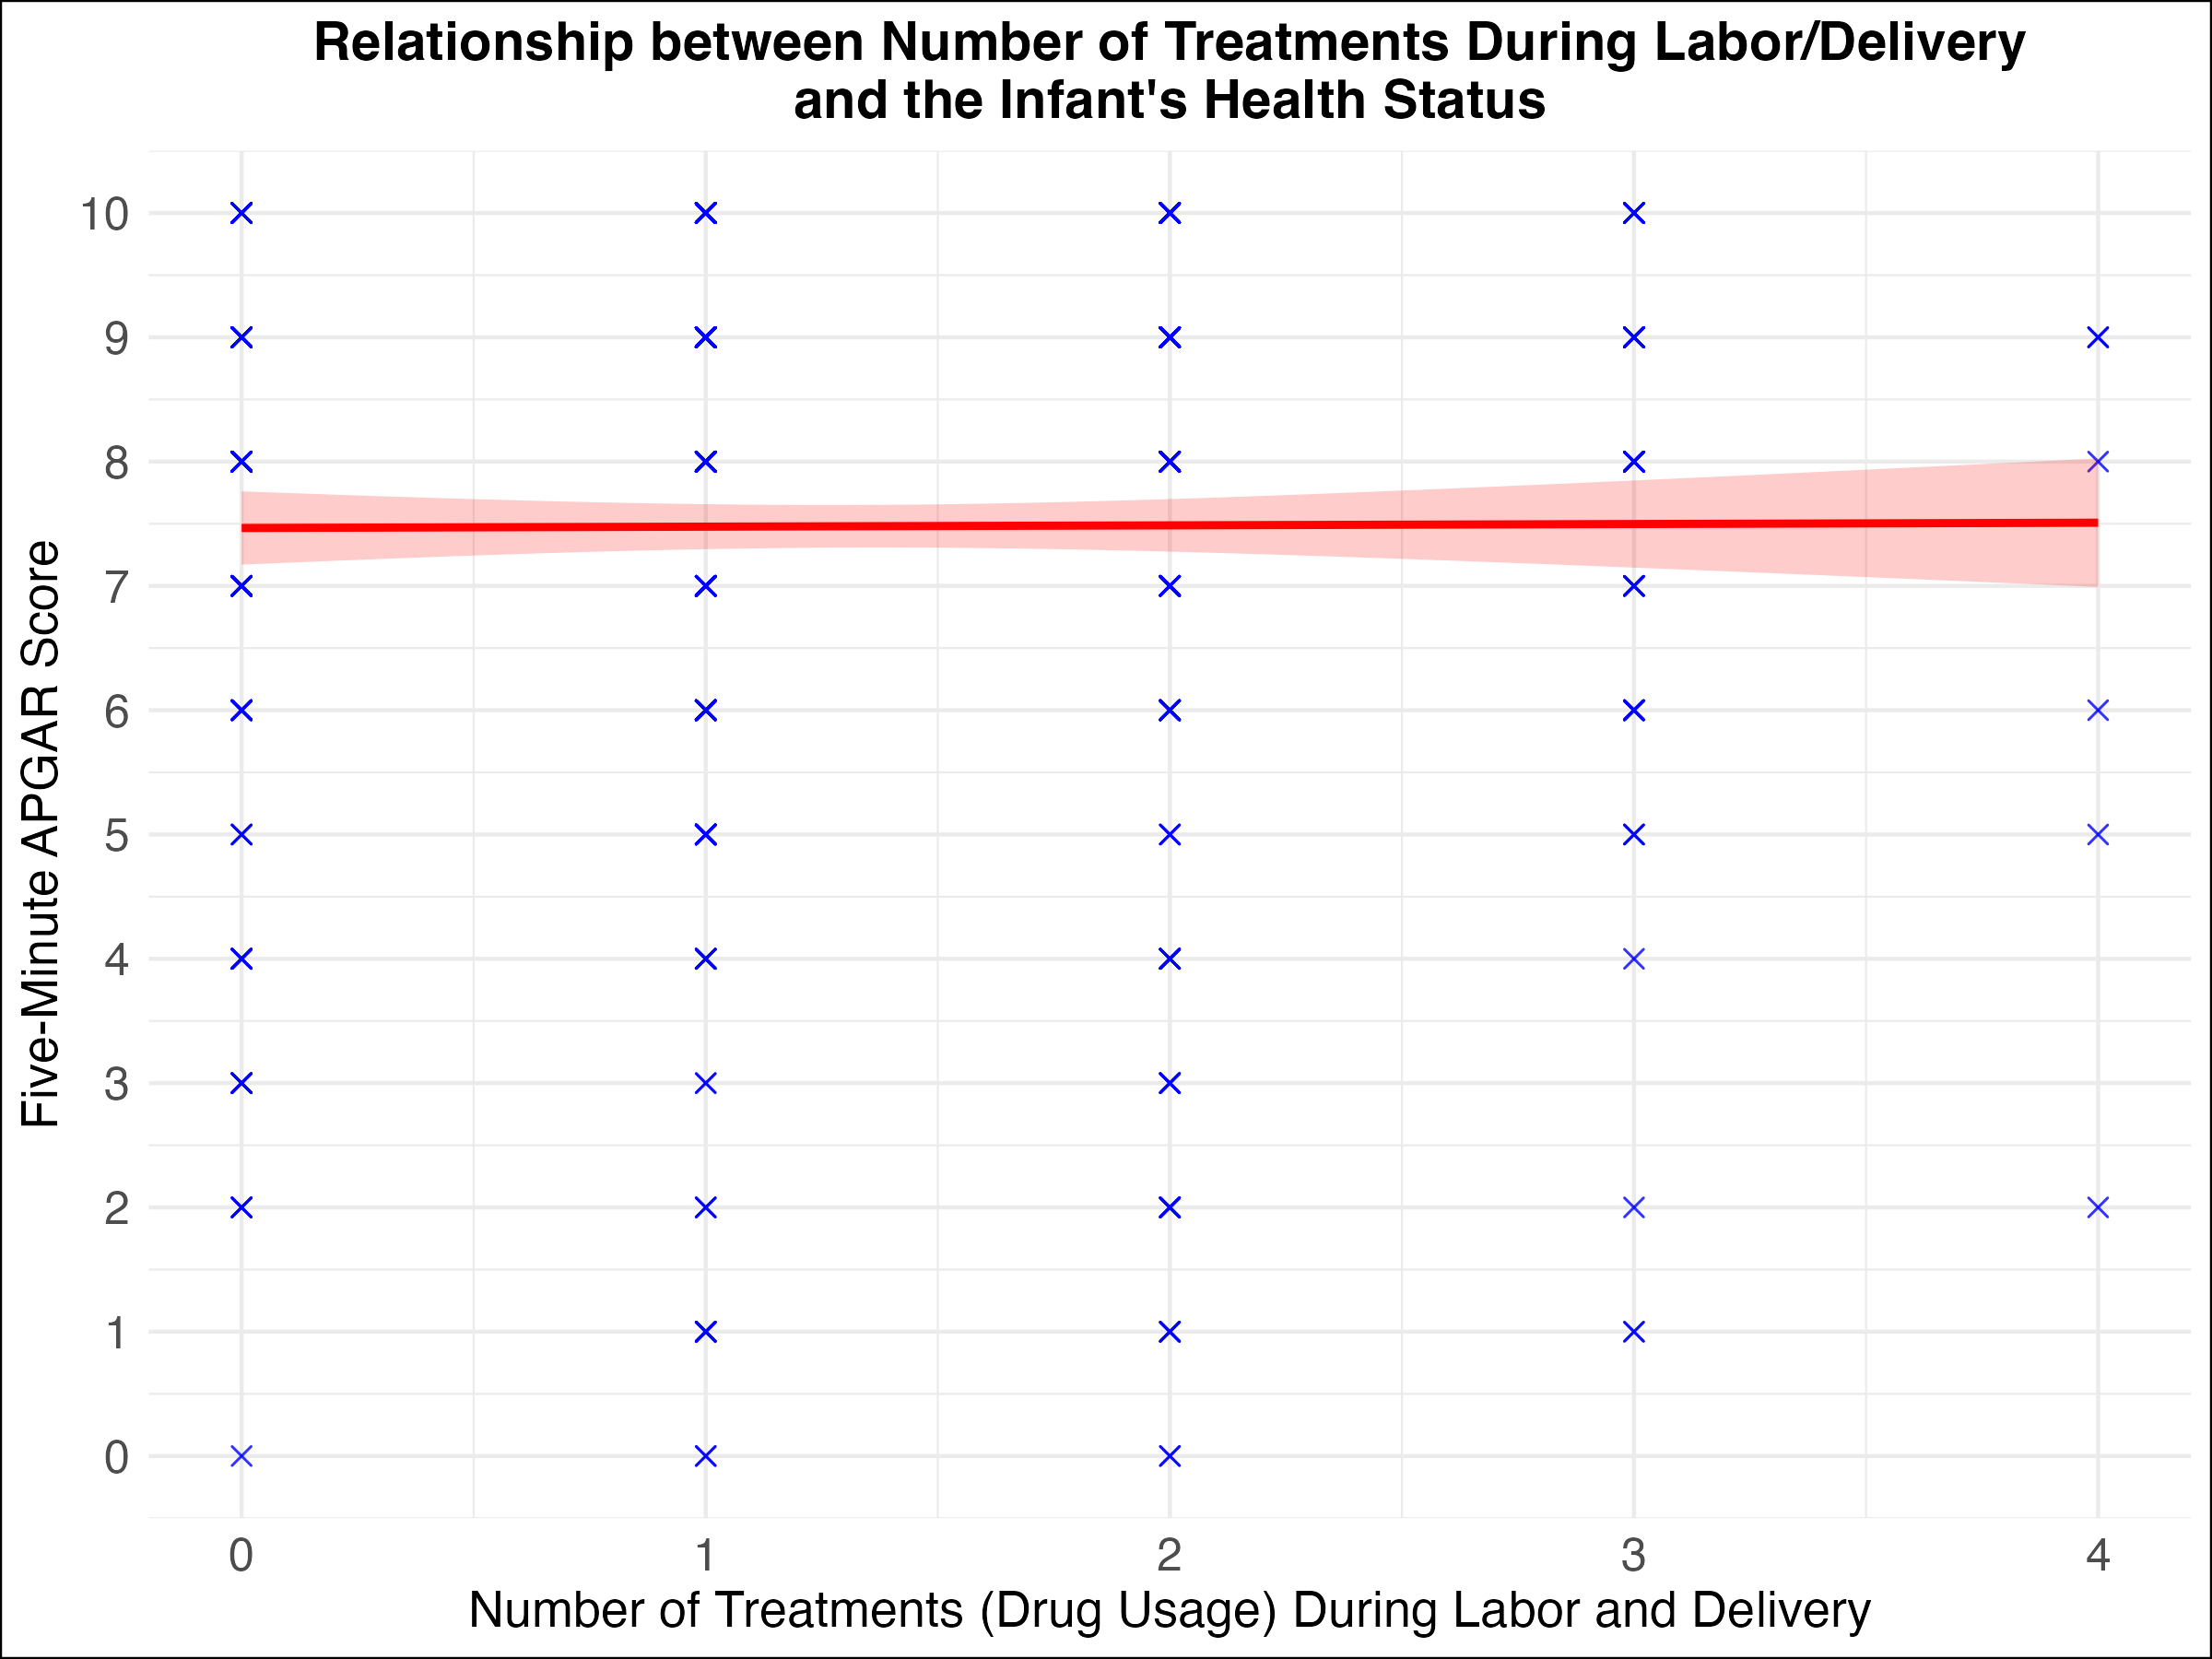 Relationship between Number of Treatments During Labor/Delivery
and the Infant's Health Status
Five-Minute APGAR Score
10
9
8
7
6
5
4
3
2
1
0
0 1 2 3 4
Number of Treatments (Drug Usage) During Labor and Delivery